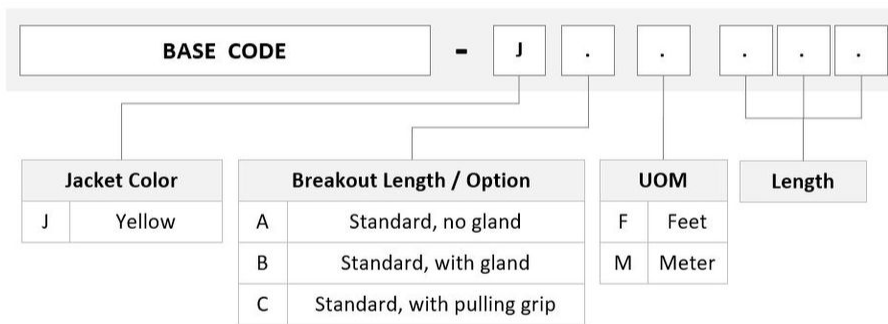 BASE CODE - J . . . . .
Jacket Color
J Yellow
Breakout Length / Option
A Standard, no gland
B Standard, with gland
C Standard, with pulling grip
UOM
F Feet
M Meter
Length